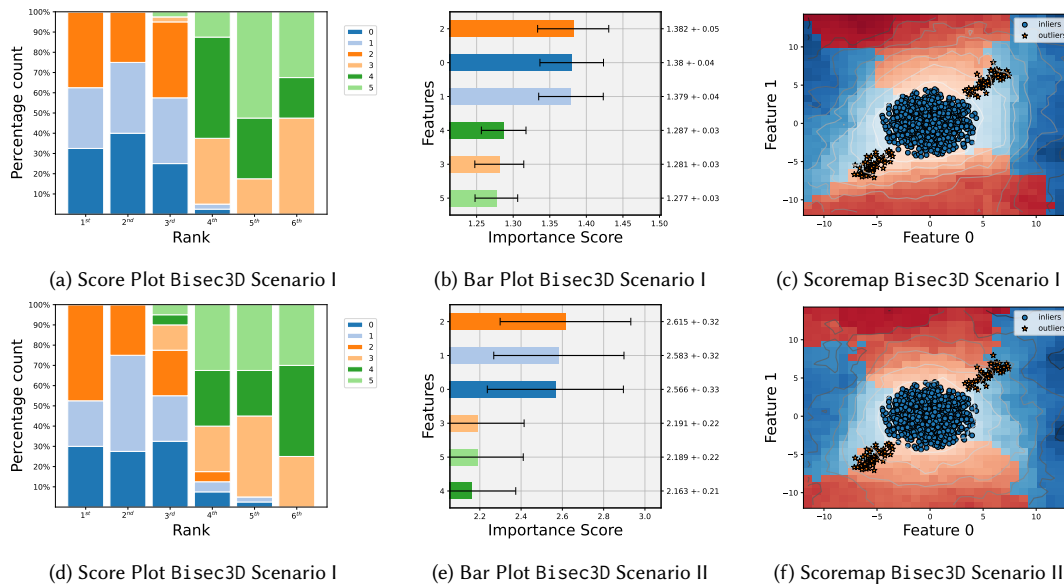 100%
90%
80%
70%
60%
50%
40%
30%
20%
10%
Percentage count
1st
2nd
3rd
4th
5th
6th
Rank
0
1
2
3
4
5
(a) Score Plot Bisec3D Scenario I
2
0
1
4
3
5
Features
1.25
1.30
1.35
1.40
1.45
1.50
Importance Score
1.382 +- 0.05
1.38 +- 0.04
1.379 +- 0.04
1.287 +- 0.03
1.281 +- 0.03
1.277 +- 0.03
(b) Bar Plot Bisec3D Scenario I
10
5
0
−5
−10
Feature 1
−10
−5
0
5
10
Feature 0
inliers
outliers
(c) Scoremap Bisec3D Scenario I
100%
90%
80%
70%
60%
50%
40%
30%
20%
10%
Percentage count
1st
2nd
3rd
4th
5th
6th
Rank
0
1
2
3
4
5
(d) Score Plot Bisec3D Scenario I
2
1
0
3
5
4
Features
2.2
2.4
2.6
2.8
3.0
Importance Score
2.615 +- 0.32
2.583 +- 0.32
2.566 +- 0.33
2.191 +- 0.22
2.189 +- 0.22
2.163 +- 0.21
(e) Bar Plot Bisec3D Scenario II
10
5
0
−5
−10
Feature 1
−10
−5
0
5
10
Feature 0
inliers
outliers
(f) Scoremap Bisec3D Scenario II